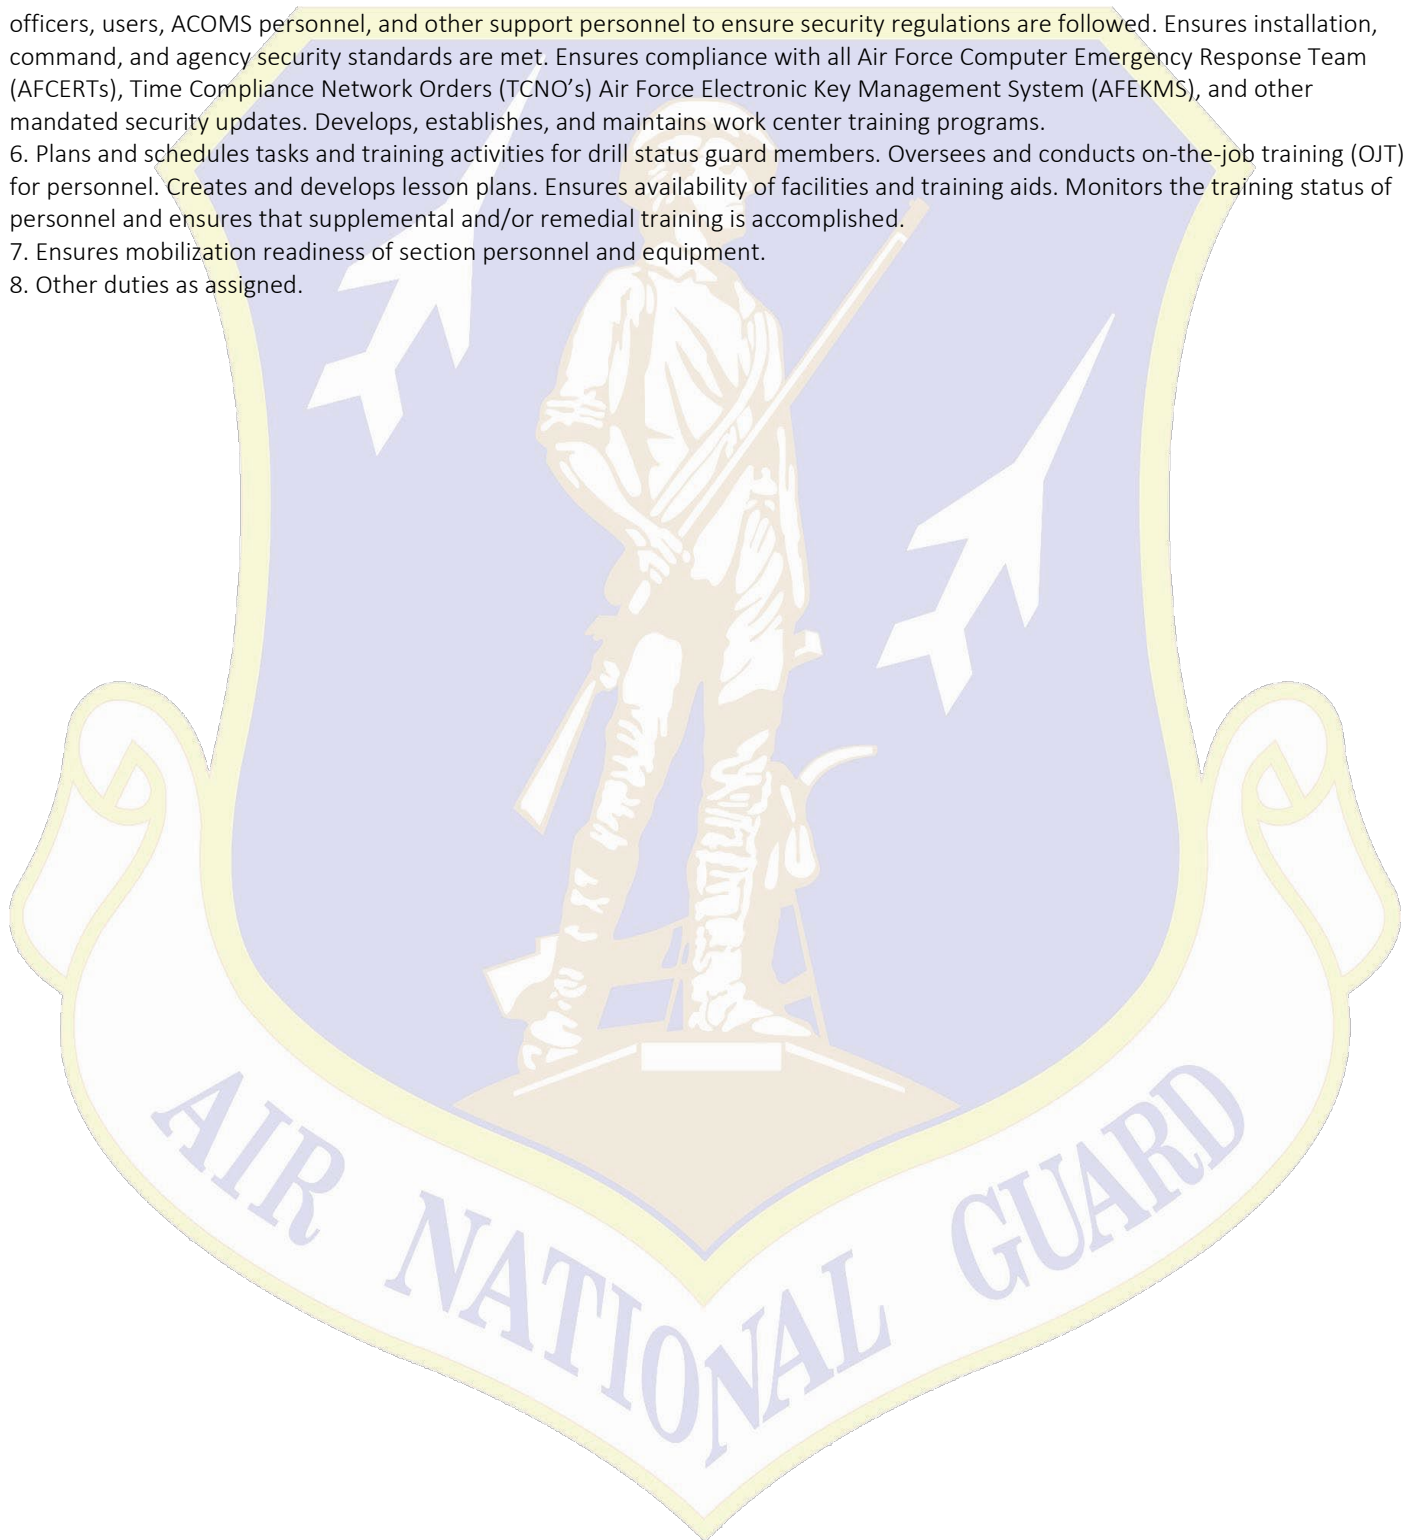 officers, users, ACOMS personnel, and other support personnel to ensure security regulations are followed. Ensures installation,
command, and agency security standards are met. Ensures compliance with all Air Force Computer Emergency Response Team
(AFCERTs), Time Compliance Network Orders (TCNO’s) Air Force Electronic Key Management System (AFEKMS), and other
mandated security updates. Develops, establishes, and maintains work center training programs.
6. Plans and schedules tasks and training activities for drill status guard members. Oversees and conducts on-the-job training (OJT)
for personnel. Creates and develops lesson plans. Ensures availability of facilities and training aids. Monitors the training status of
personnel and ensures that supplemental and/or remedial training is accomplished.
7. Ensures mobilization readiness of section personnel and equipment.
8. Other duties as assigned.
AIR NATIONAL GUARD